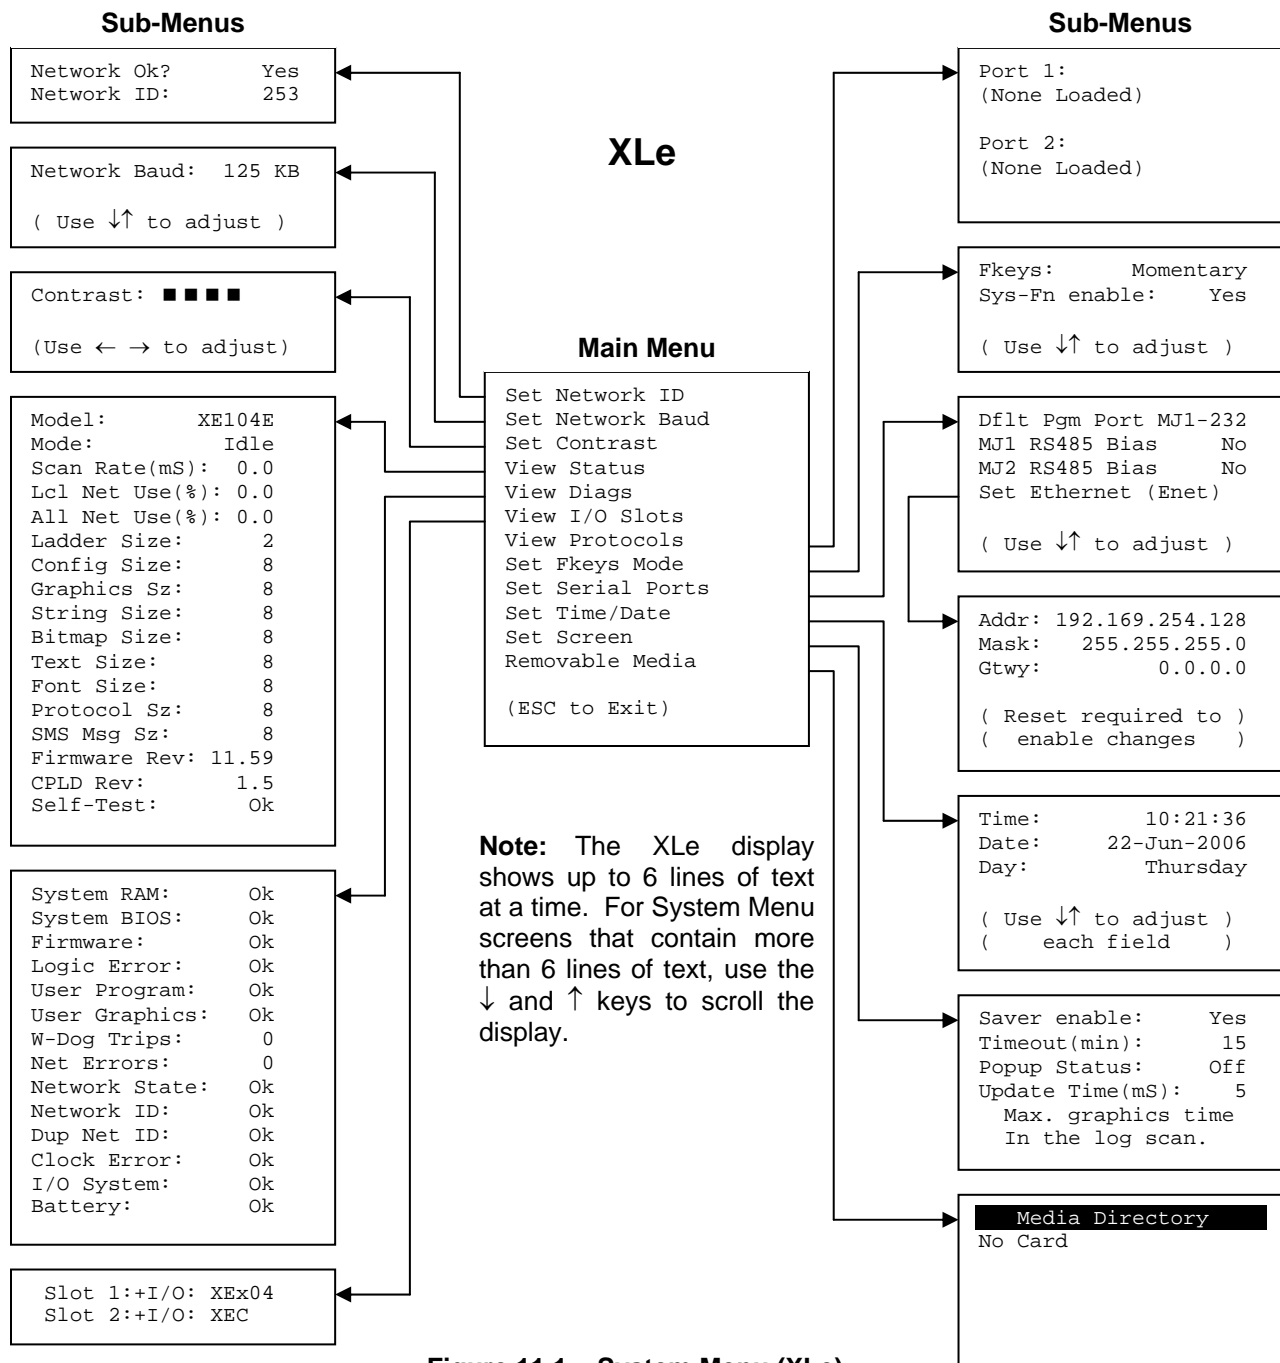 Sub-Menus
Network Ok? Yes
Network ID: 253
Network Baud: 125 KB
( Use ↓↑ to adjust )
Contrast: ■ ■ ■ ■
(Use ← → to adjust)
Model: XE104E
Mode: Idle
Scan Rate(mS): 0.0
Lcl Net Use(%): 0.0
All Net Use(%): 0.0
Ladder Size: 2
Config Size: 8
Graphics Sz: 8
String Size: 8
Bitmap Size: 8
Text Size: 8
Font Size: 8
Protocol Sz: 8
SMS Msg Sz: 8
Firmware Rev: 11.59
CPLD Rev: 1.5
Self-Test: Ok
System RAM: Ok
System BIOS: Ok
Firmware: Ok
Logic Error: Ok
User Program: Ok
User Graphics: Ok
W-Dog Trips: 0
Net Errors: 0
Network State: Ok
Network ID: Ok
Dup Net ID: Ok
Clock Error: Ok
I/O System: Ok
Battery: Ok
Slot 1:+I/O: XEx04
Slot 2:+I/O: XEC
XLe
Main Menu
Set Network ID
Set Network Baud
Set Contrast
View Status
View Diags
View I/O Slots
View Protocols
Set Fkeys Mode
Set Serial Ports
Set Time/Date
Set Screen
Removable Media
(ESC to Exit)
Note: The XLe display
shows up to 6 lines of text
at a time. For System Menu
screens that contain more
than 6 lines of text, use the
↓ and ↑ keys to scroll the
display.
Sub-Menus
Port 1:
(None Loaded)
Port 2:
(None Loaded)
Fkeys: Momentary
Sys-Fn enable: Yes
( Use ↓↑ to adjust )
Dflt Pgm Port MJ1-232
MJ1 RS485 Bias No
MJ2 RS485 Bias No
Set Ethernet (Enet)
( Use ↓↑ to adjust )
Addr: 192.169.254.128
Mask: 255.255.255.0
Gtwy: 0.0.0.0
( Reset required to )
( enable changes )
Time: 10:21:36
Date: 22-Jun-2006
Day: Thursday
( Use ↓↑ to adjust )
( each field )
Saver enable: Yes
Timeout(min): 15
Popup Status: Off
Update Time(mS): 5
Max. graphics time
In the log scan.
Media Directory
No Card
Figure 11.1 – System Menu (XLe)